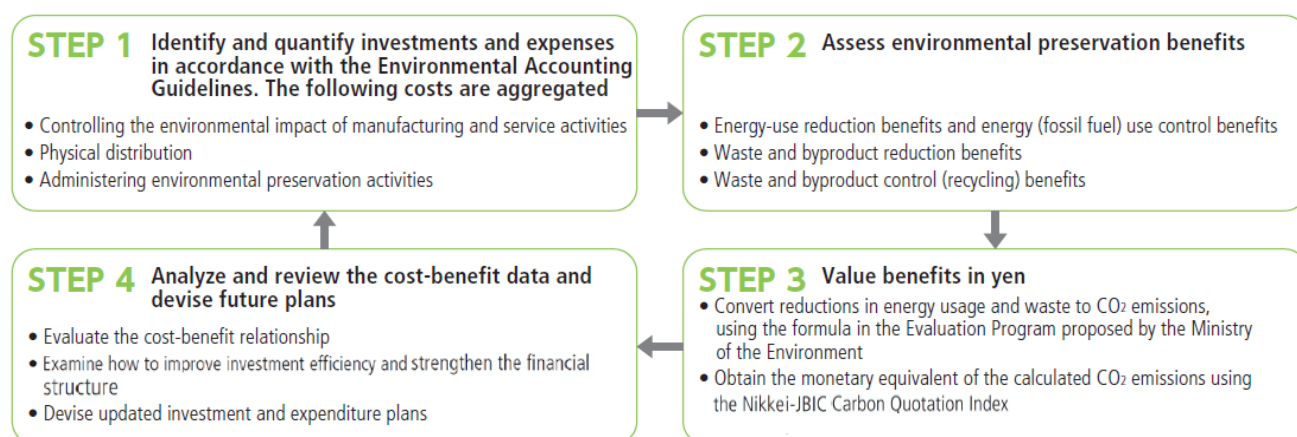 STEP 1 Identify and quantify investments and expenses
in accordance with the Environmental Accounting
Guidelines. The following costs are aggregated
• Controlling the environmental impact of manufacturing and service activities
• Physical distribution
• Administering environmental preservation activities
STEP 2 Assess environmental preservation benefits
• Energy-use reduction benefits and energy (fossil fuel) use control benefits
• Waste and byproduct reduction benefits
• Waste and byproduct control (recycling) benefits
STEP 3 Value benefits in yen
• Convert reductions in energy usage and waste to CO2 emissions,
using the formula in the Evaluation Program proposed by the Ministry
of the Environment
• Obtain the monetary equivalent of the calculated CO2 emissions using
the Nikkei-JBIC Carbon Quotation Index
STEP 4 Analyze and review the cost-benefit data and
devise future plans
• Evaluate the cost-benefit relationship
• Examine how to improve investment efficiency and strengthen the financial
structure
• Devise updated investment and expenditure plans